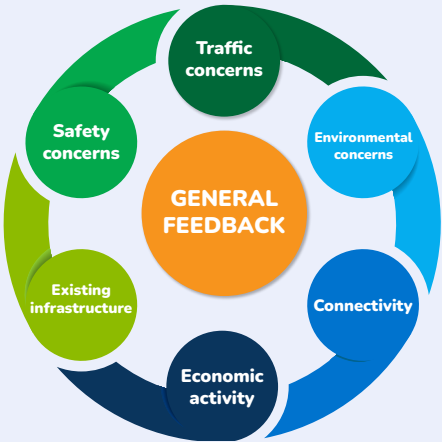 Traffic
concerns
Environmental
concerns
Connectivity
Economic
activity
Existing
infrastructure
Safety
concerns
GENERAL
FEEDBACK